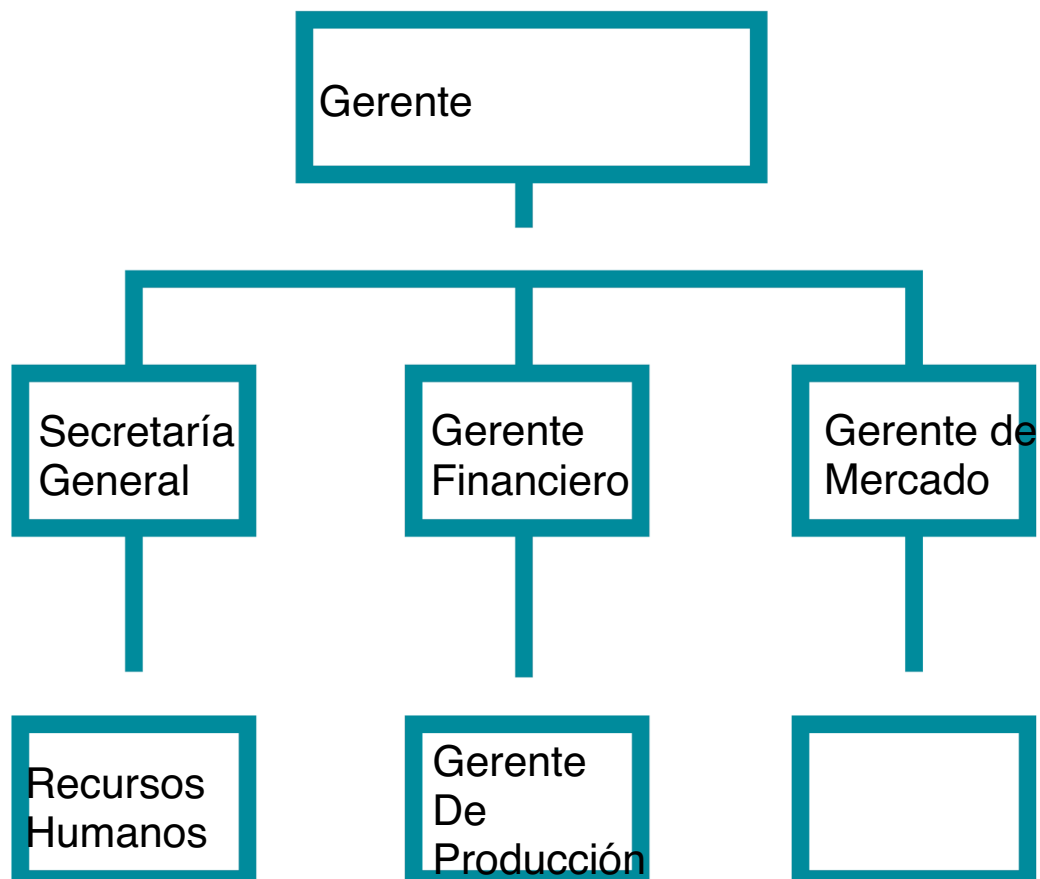 Gerente
Secretaría
General
Gerente
Financiero
Gerente de
Mercado
Recursos
Humanos
Gerente
De
Producción